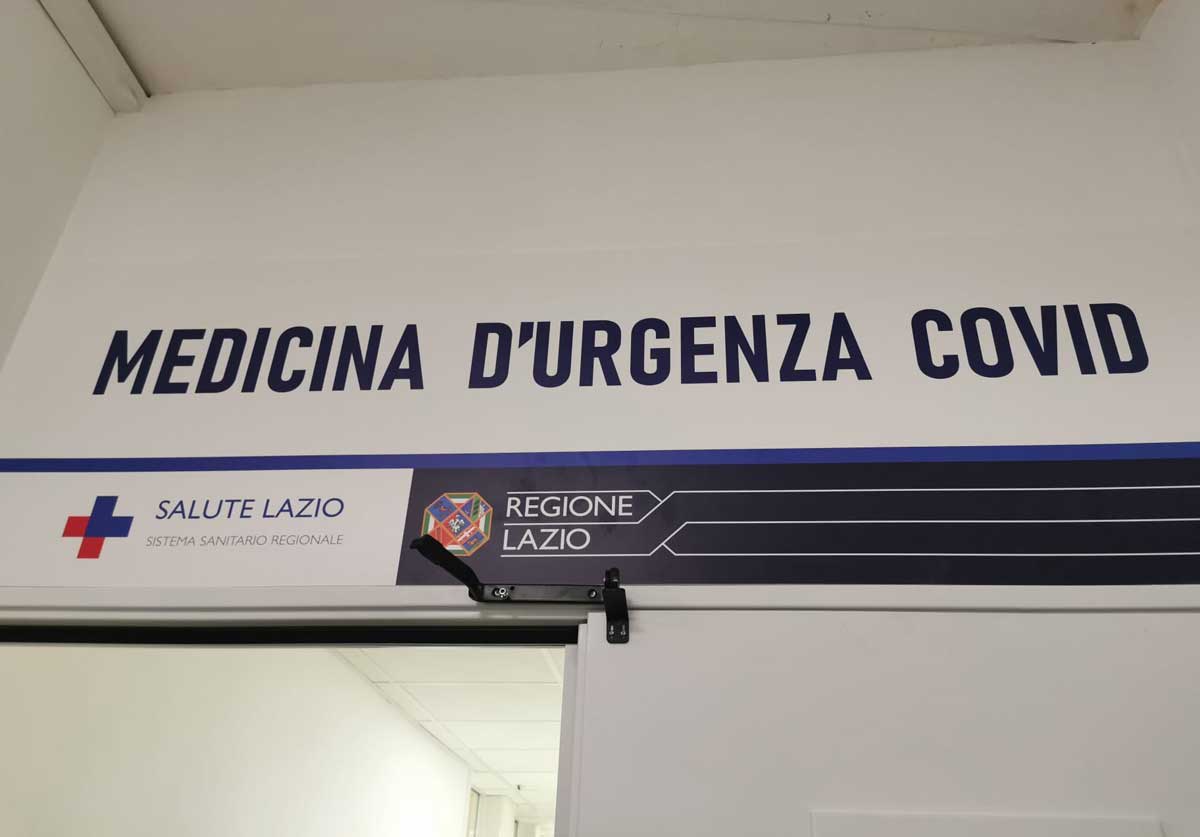 MEDICINA D'URGENZA COVID
SALUTE LAZIO
SISTEMA SANITARIO REGIONALE
REGIONE
LAZIO